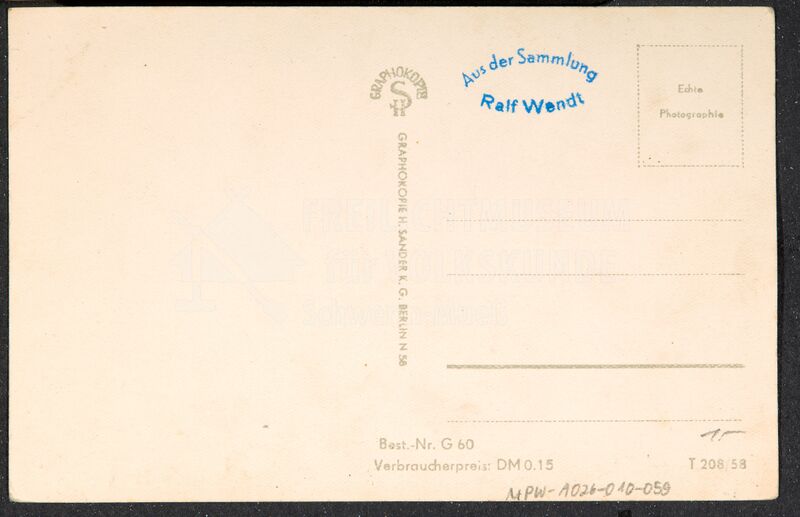 GRAPHOKOPIE
Aus der Sammlung
Ralf Wendt
Echte
Photographie
GRAPHOKOPIE H. SANDER K. G. BERLIN N 58
FREILICHTMUSEUM
für VOLKSKUNDE
Schwerin-Mueß
Best.-Nr. G 60
Verbraucherpreis: DM 0.15
1,-
T 208/58
MPW-A026-010-059